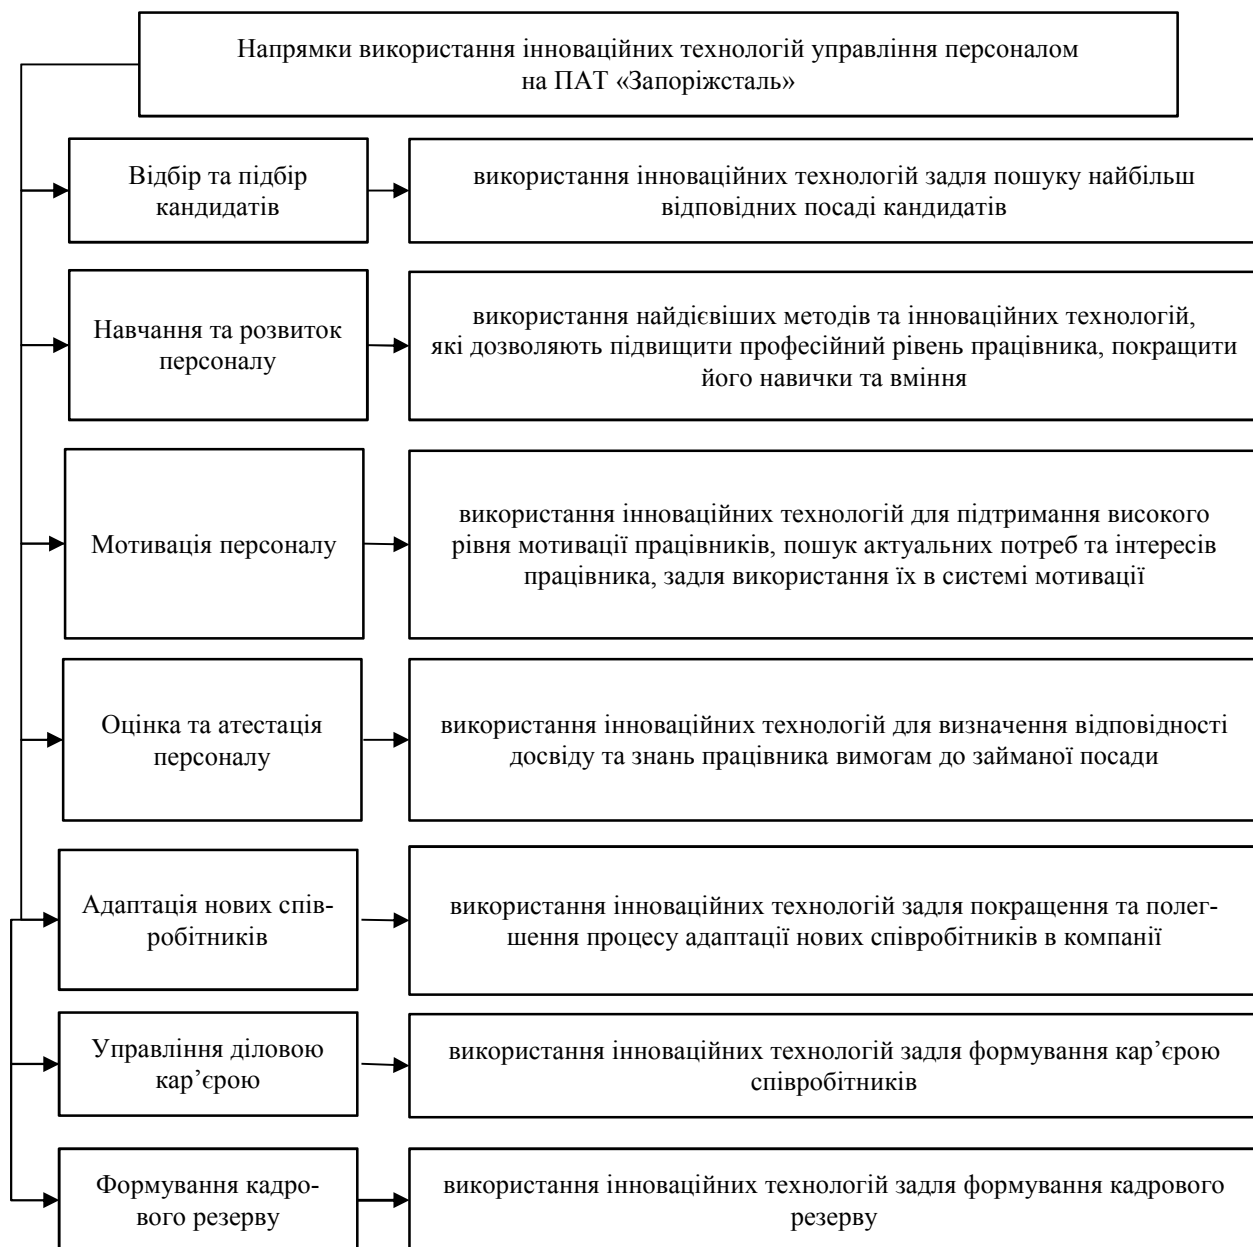 Напрямки використання інноваційних технологій управління персоналом
на ПАТ «Запоріжсталь»
Відбір та підбір
кандидатів
використання інноваційних технологій задля пошуку найбільш
відповідних посаді кандидатів
Навчання та розвиток
персоналу
використання найдієвіших методів та інноваційних технологій,
які дозволяють підвищити професійний рівень працівника, покращити
його навички та вміння
Мотивація персоналу
використання інноваційних технологій для підтримання високого
рівня мотивації працівників, пошук актуальних потреб та інтересів
працівника, задля використання їх в системі мотивації
Оцінка та атестація
персоналу
використання інноваційних технологій для визначення відповідності
досвіду та знань працівника вимогам до займаної посади
Адаптація нових спів-
робітників
використання інноваційних технологій задля покращення та полег-
шення процесу адаптації нових співробітників в компанії
Управління діловою
кар’єрою
використання інноваційних технологій задля формування кар’єрою
співробітників
Формування кадро-
вого резерву
використання інноваційних технологій задля формування кадрового
резерву